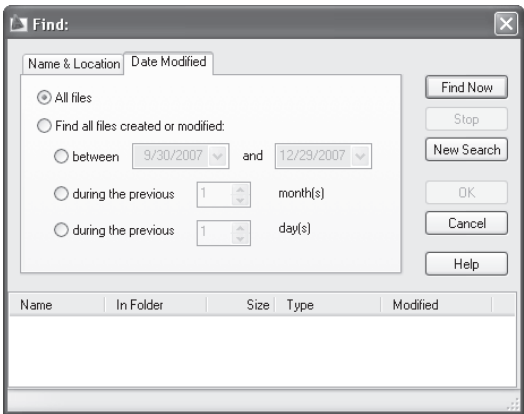 Find:
Name & Location
Date Modified
All files
Find all files created or modified:
between 9/30/2007 and 12/29/2007
during the previous 1 month(s)
during the previous 1 day(s)
Find Now
Stop
New Search
OK
Cancel
Help
Name In Folder Size Type Modified